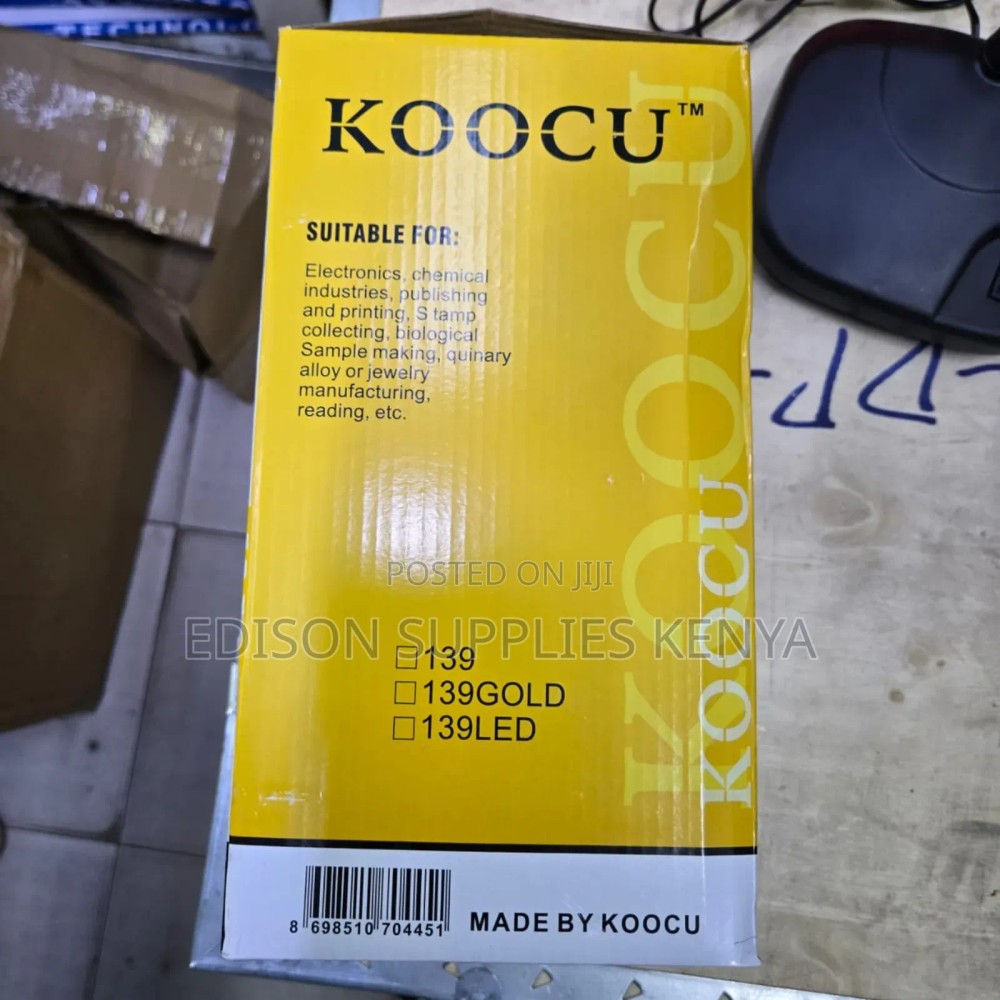 TECHNOL
KOOCU™
SUITABLE FOR:
Electronics, chemical
industries, publishing
and printing, S tamp
collecting, biological
Sample making, quinary
alloy or jewelry
manufacturing,
reading, etc.
KOOCU
KOOCU
POSTED ON JIJI
EDISON SUPPLIES KENYA
□139
□139GOLD
□139LED
8 698510 704451
MADE BY KOOCU